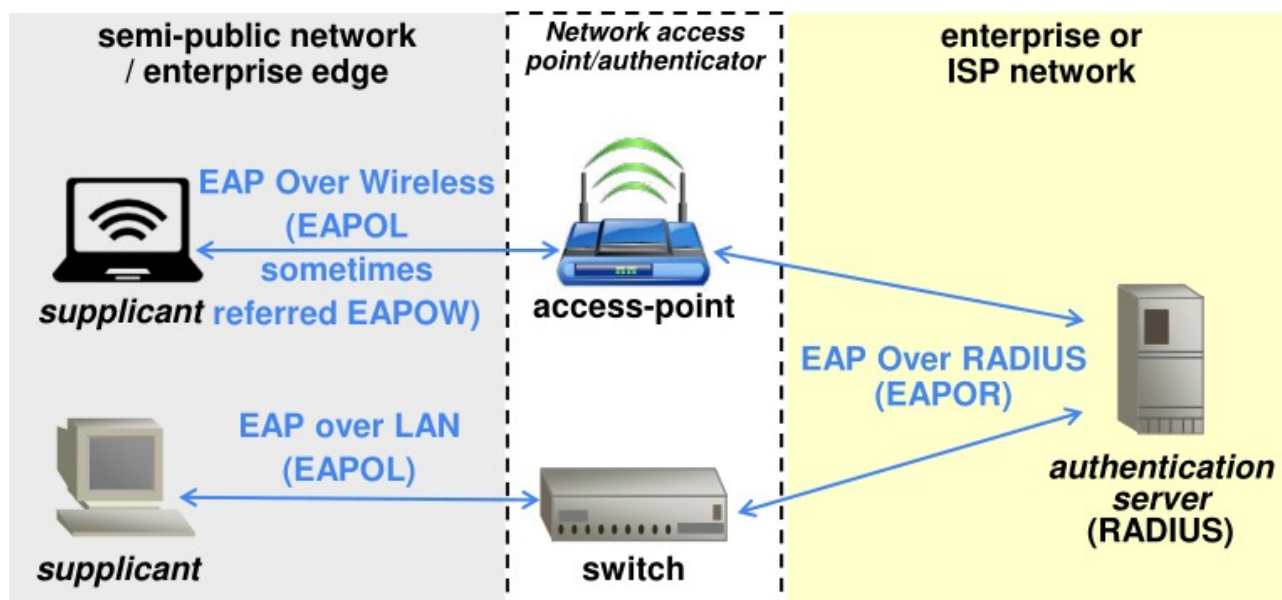 semi-public network
/ enterprise edge
Network access
point/authenticator
enterprise or
ISP network
EAP Over Wireless
(EAPOL
sometimes
referred EAPOW)
supplicant
access-point
EAP Over RADIUS
(EAPOR)
EAP over LAN
(EAPOL)
supplicant
switch
authentication
server
(RADIUS)